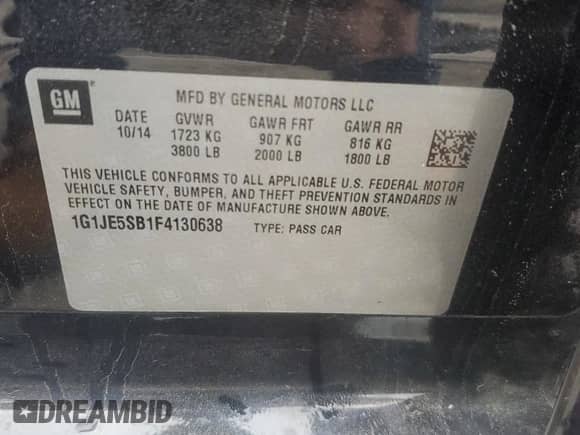 GM
MFD BY GENERAL MOTORS LLC
DATE GVWR GAWR FRT GAWR RR
10/14 1723 KG 907 KG 816 KG
3800 LB 2000 LB 1800 LB
THIS VEHICLE CONFORMS TO ALL APPLICABLE U.S. FEDERAL MOTOR
VEHICLE SAFETY, BUMPER, AND THEFT PREVENTION STANDARDS IN
EFFECT ON THE DATE OF MANUFACTURE SHOWN ABOVE.
1G1JE5SB1F4130638 TYPE: PASS CAR
DREAMBID